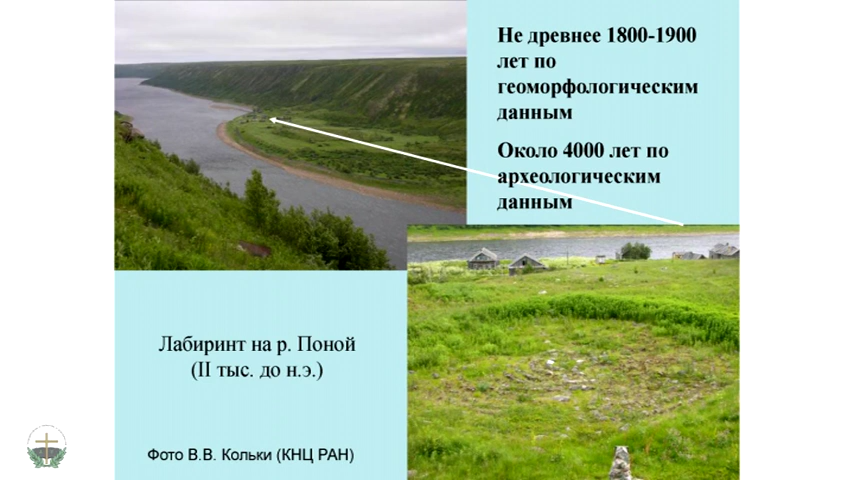 Не древнее 1800-1900
лет по
геоморфологическим
данным
Около 4000 лет по
археологическим
данным
Лабиринт на р. Поной
(II тыс. до н.э.)
Фото В.В. Кольки (КНЦ РАН)